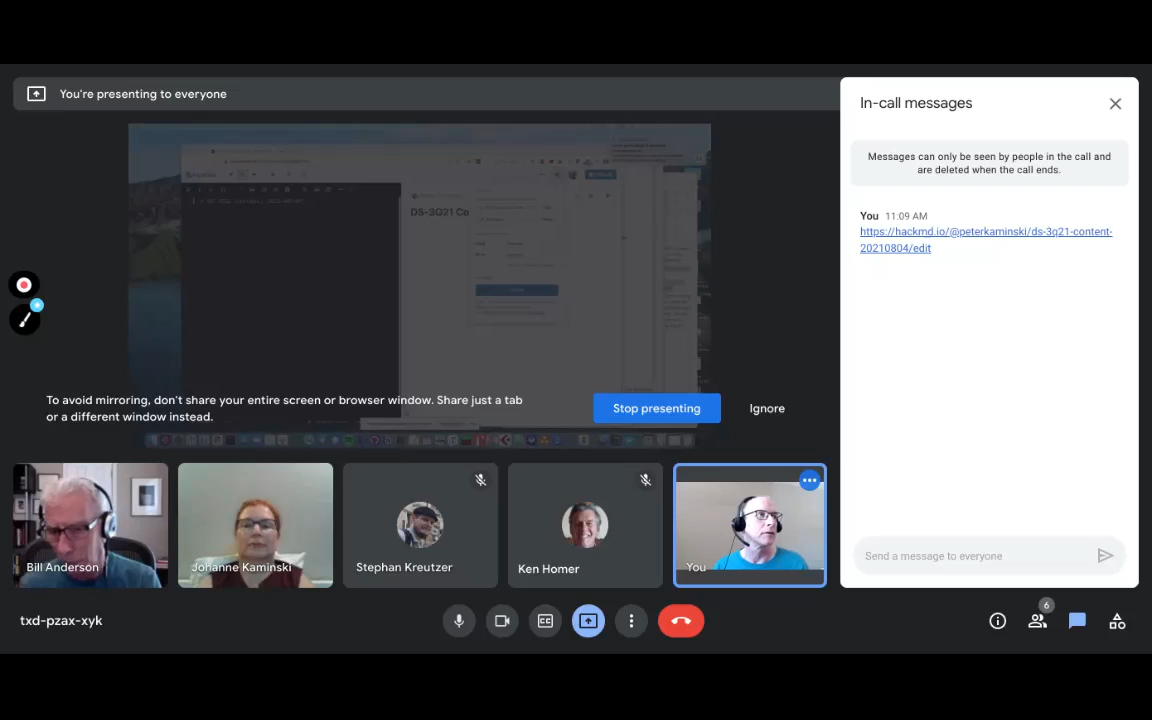 You're presenting to everyone
DS-3Q21 Co
To avoid mirroring, don't share your entire screen or browser window. Share just a tab
or a different window instead.
Stop presenting
Ignore
Bill Anderson
Johanne Kaminski
Stephan Kreutzer
Ken Homer
You
txd-pzax-xyk
6
In-call messages
Messages can only be seen by people in the call and
are deleted when the call ends.
You 11:09 AM
https://hackmd.io/@peterkaminski/ds-3q21-content-
20210804/edit
Send a message to everyone